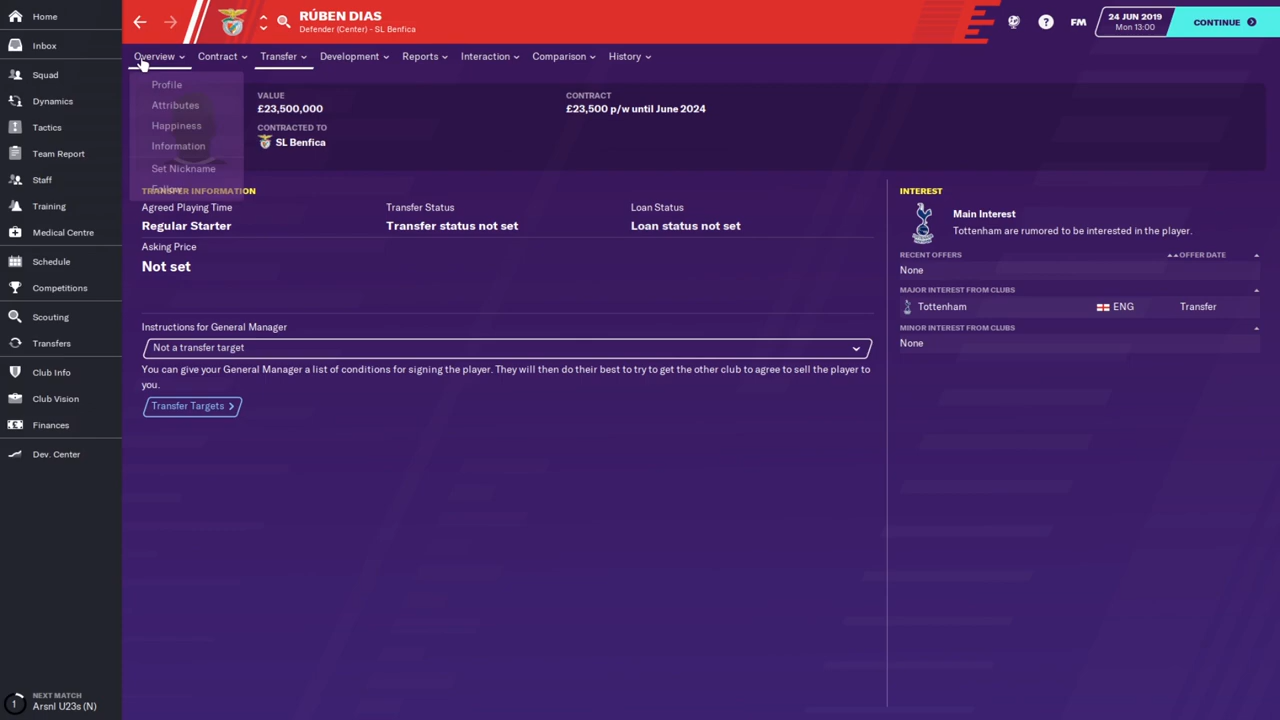 Home
Inbox
Squad
Dynamics
Tactics
Team Report
Staff
Training
Medical Centre
Schedule
Competitions
Scouting
Transfers
Club Info
Club Vision
Finances
Dev. Center
1
NEXT MATCH
Arsnl U23s (N)
RÚBEN DIAS
Defender (Center) - SL Benfica
?
FM
24 JUN 2019
Mon 13:00
CONTINUE
Overview
Contract
Transfer
Development
Reports
Interaction
Comparison
History
Profile
Attributes
Happiness
Information
Set Nickname
Follow
VALUE
£23,500,000
CONTRACTED TO
SL Benfica
CONTRACT
£23,500 p/w until June 2024
TRANSFER INFORMATION
Agreed Playing Time
Regular Starter
Transfer Status
Transfer status not set
Loan Status
Loan status not set
Asking Price
Not set
Instructions for General Manager
Not a transfer target
You can give your General Manager a list of conditions for signing the player. They will then do their best to try to get the other club to agree to sell the player to
you.
Transfer Targets
INTEREST
Main Interest
Tottenham are rumored to be interested in the player.
RECENT OFFERS OFFER DATE
None
MAJOR INTEREST FROM CLUBS
Tottenham ENG Transfer
MINOR INTEREST FROM CLUBS
None